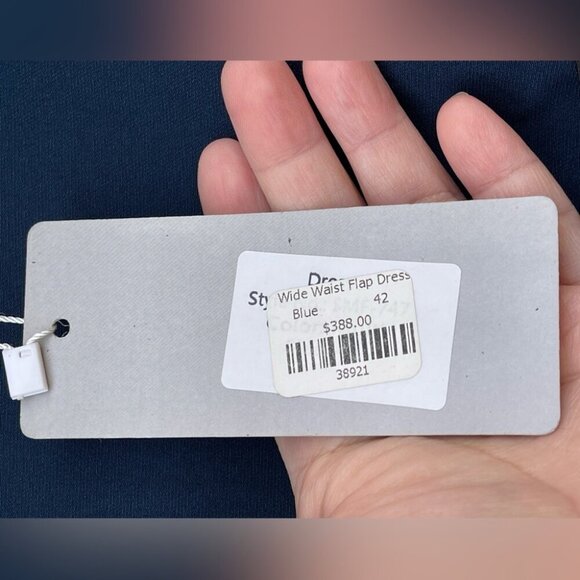 Wide Waist Flap Dress
Blue 42
$388.00
38921